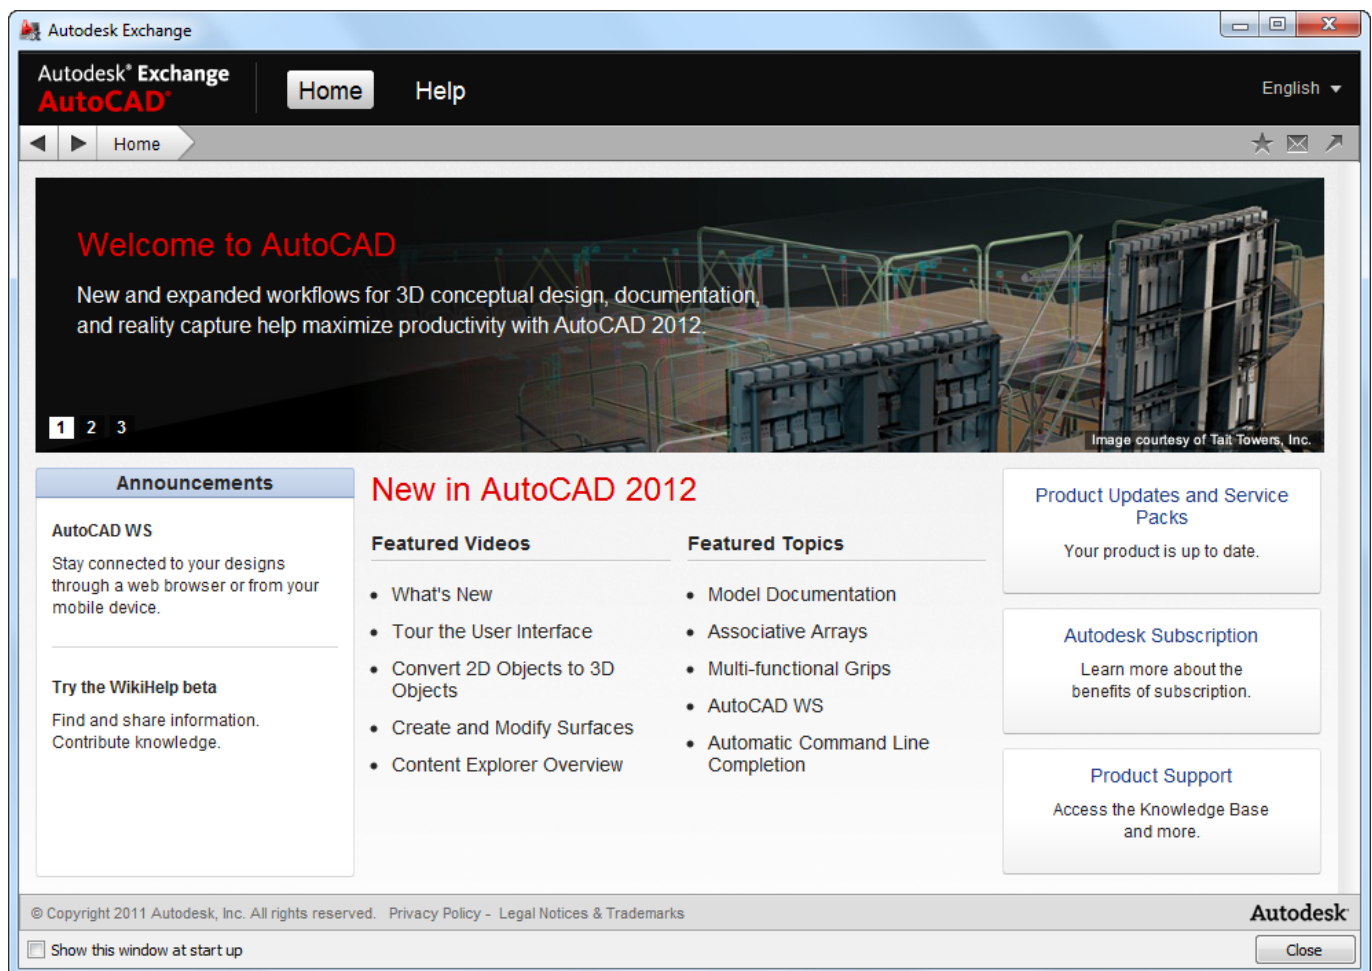 Autodesk Exchange
Autodesk® Exchange
AutoCAD®
Home
Help
English
Home
Welcome to AutoCAD
New and expanded workflows for 3D conceptual design, documentation,
and reality capture help maximize productivity with AutoCAD 2012.
1 2 3
Image courtesy of Tait Towers, Inc.
Announcements
AutoCAD WS
Stay connected to your designs
through a web browser or from your
mobile device.
Try the WikiHelp beta
Find and share information.
Contribute knowledge.
New in AutoCAD 2012
Featured Videos
• What's New
• Tour the User Interface
• Convert 2D Objects to 3D
Objects
• Create and Modify Surfaces
• Content Explorer Overview
Featured Topics
• Model Documentation
• Associative Arrays
• Multi-functional Grips
• AutoCAD WS
• Automatic Command Line
Completion
Product Updates and Service
Packs
Your product is up to date.
Autodesk Subscription
Learn more about the
benefits of subscription.
Product Support
Access the Knowledge Base
and more.
© Copyright 2011 Autodesk, Inc. All rights reserved. Privacy Policy - Legal Notices & Trademarks
Autodesk
Show this window at start up
Close